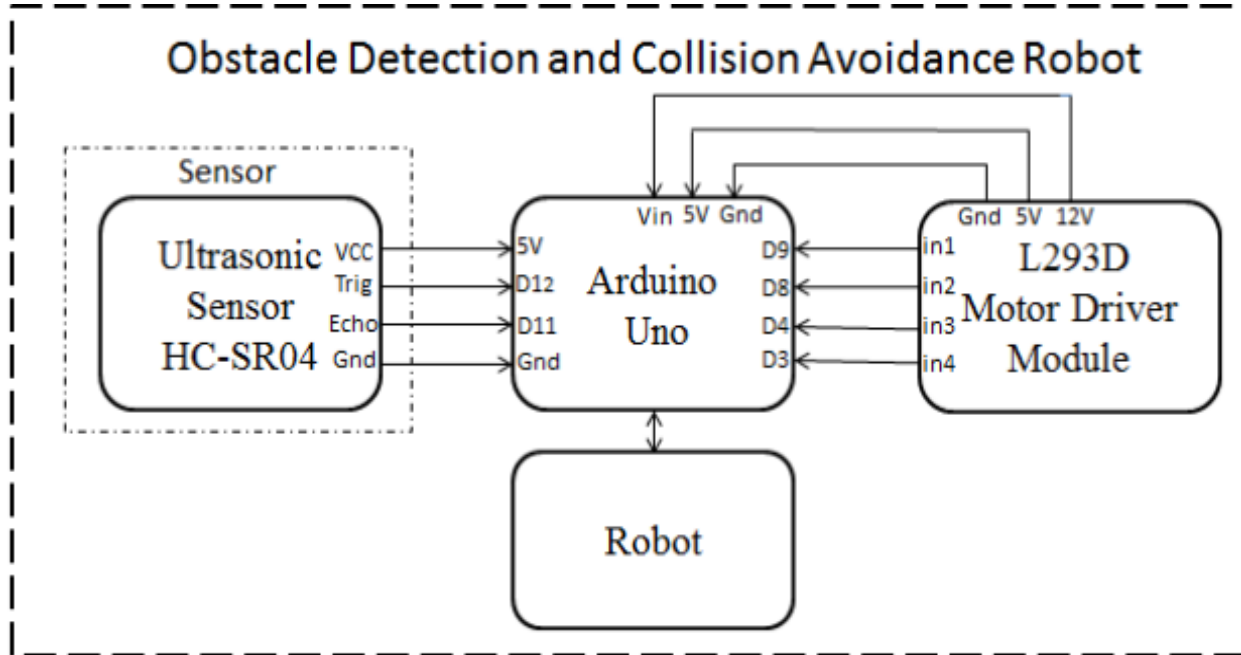 Obstacle Detection and Collision Avoidance Robot
Sensor
Ultrasonic
Sensor
HC-SR04
VCC
Trig
Echo
Gnd
Vin 5V Gnd
5V
D12
D11
Gnd
Arduino
Uno
D9
D8
D4
D3
Gnd 5V 12V
in1
in2
in3
in4
L293D
Motor Driver
Module
Robot